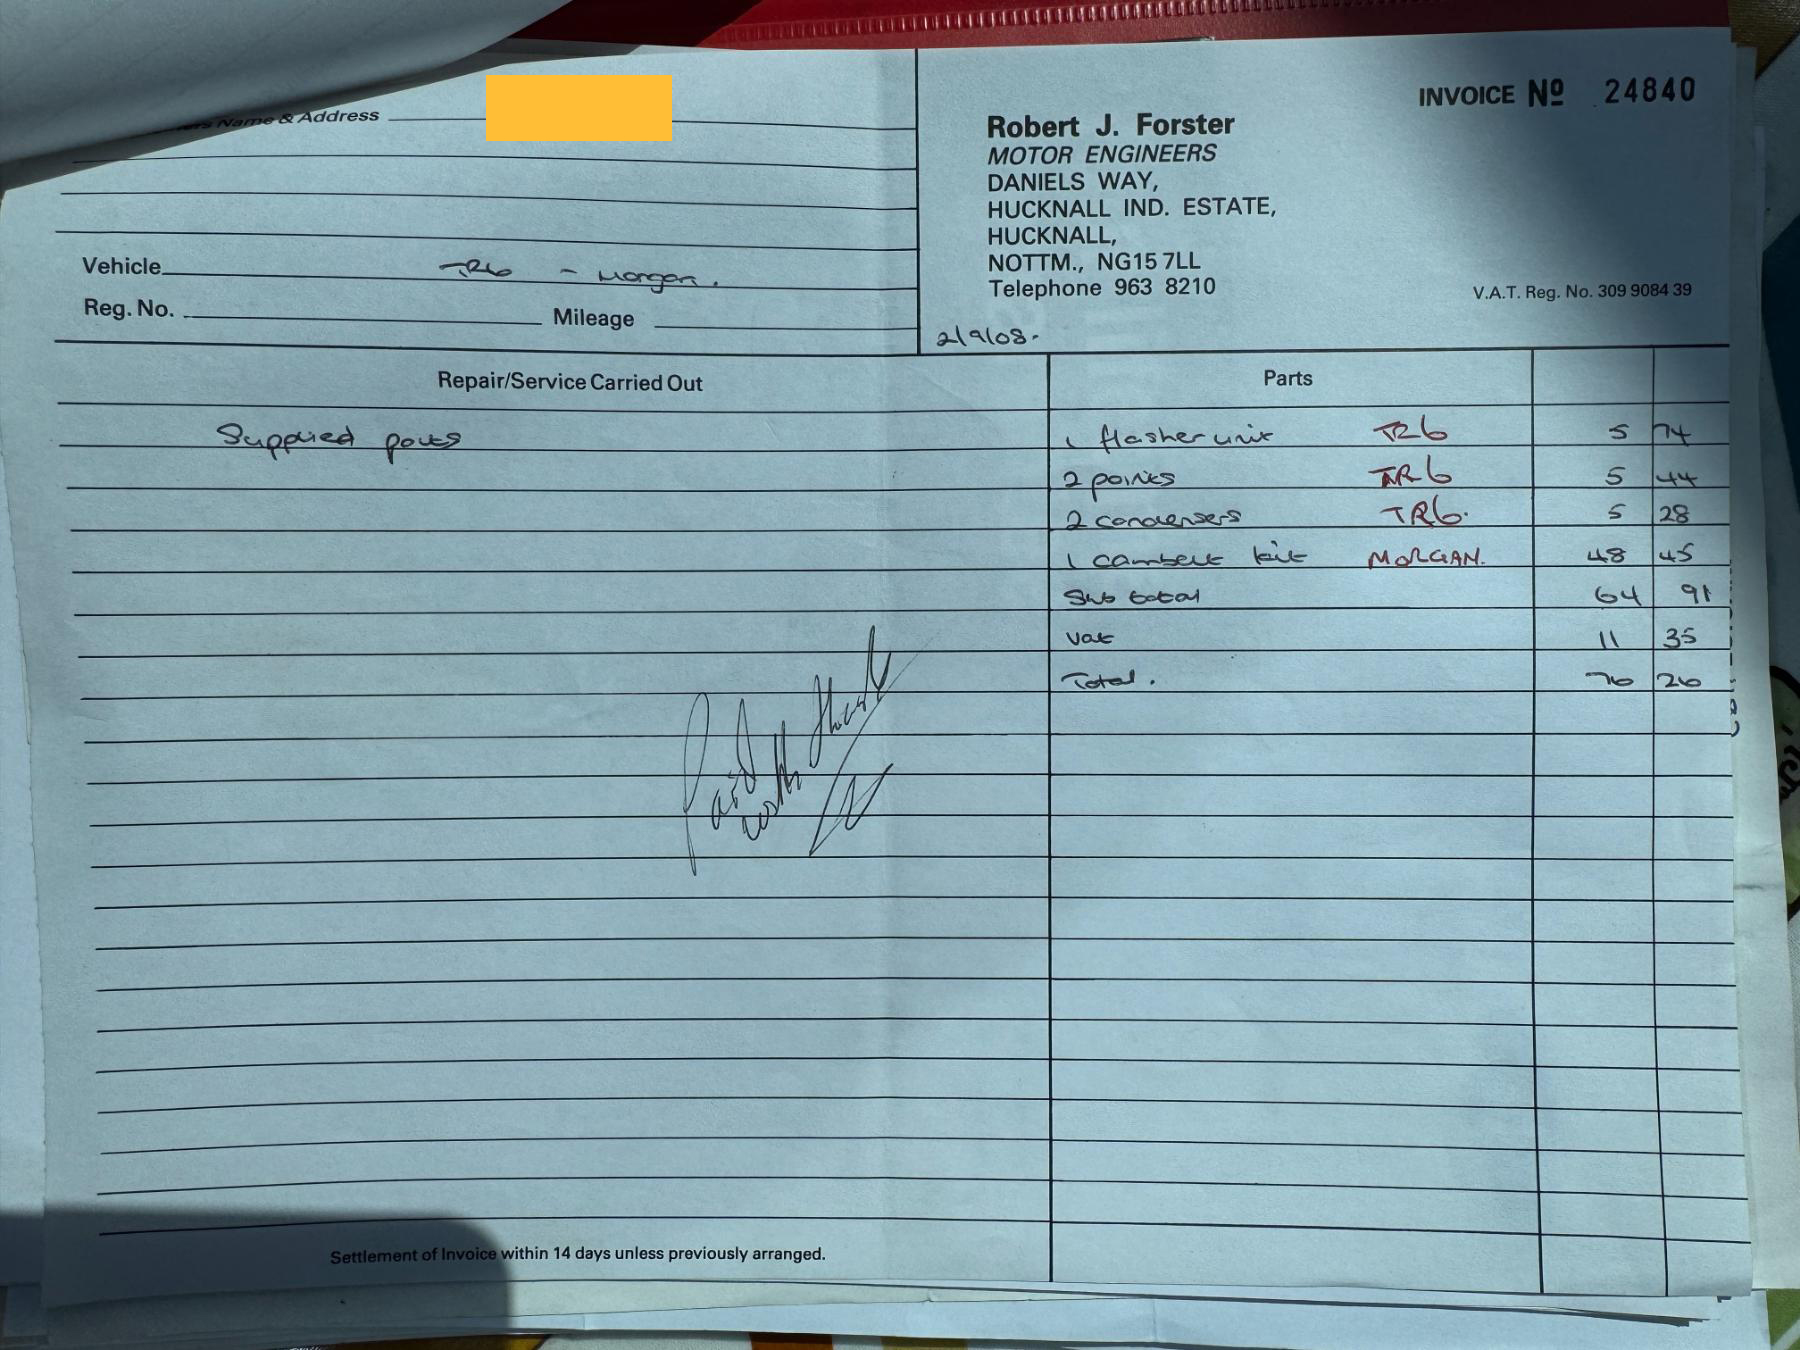 & Address
INVOICE Nº 24840
Robert J. Forster
MOTOR ENGINEERS
DANIELS WAY,
HUCKNALL IND. ESTATE,
HUCKNALL,
NOTTM., NG15 7LL
Telephone 963 8210
V.A.T. Reg. No. 309 9084 39
Vehicle TR6 - Morgan.
Reg. No. Mileage
2/9/08.
Repair/Service Carried Out
Parts
Supplied parts
1 flasher unit TR6 5 74
2 points TR6 5 44
2 condensers TR6. 5 28
1 cambelt kit MORGAN. 48 45
Sub total 64 91
Vat 11 35
Total. 76 26
Paid
with thanks
Settlement of Invoice within 14 days unless previously arranged.